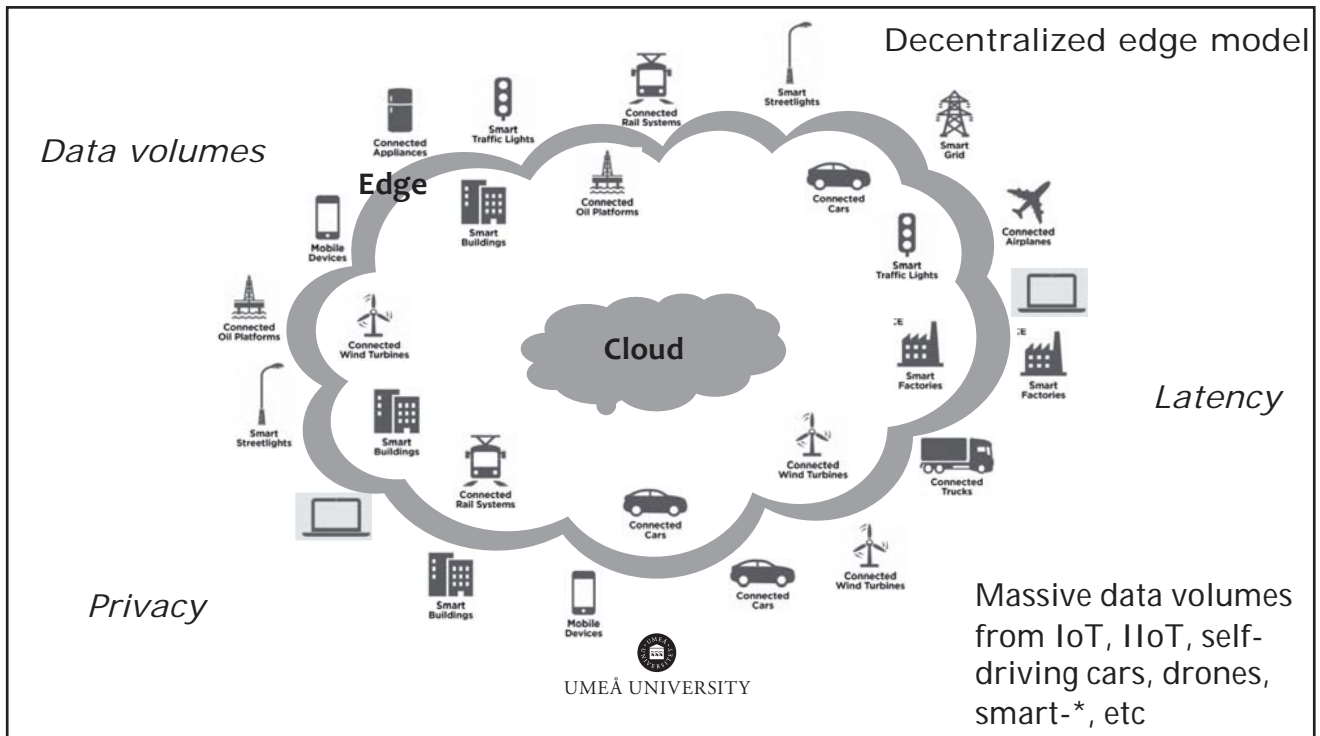 Decentralized edge model
Data volumes
Smart
Streetlights
Connected
Rail Systems
Smart
Traffic Lights
Connected
Appliances
Smart
Grid
Edge
Connected
Oil Platforms
Connected
Cars
Smart
Buildings
Mobile
Devices
Connected
Airplanes
Smart
Traffic Lights
Connected
Oil Platforms
Connected
Wind Turbines
Cloud
CE
Smart
Factories
CE
Smart
Factories
Latency
Smart
Streetlights
Smart
Buildings
Connected
Rail Systems
Connected
Wind Turbines
Connected
Trucks
Connected
Cars
Smart
Buildings
Mobile
Devices
Connected
Cars
Connected
Wind Turbines
Privacy
UMEÅ UNIVERSITY
Massive data volumes
from IoT, IIoT, self-
driving cars, drones,
smart-*, etc